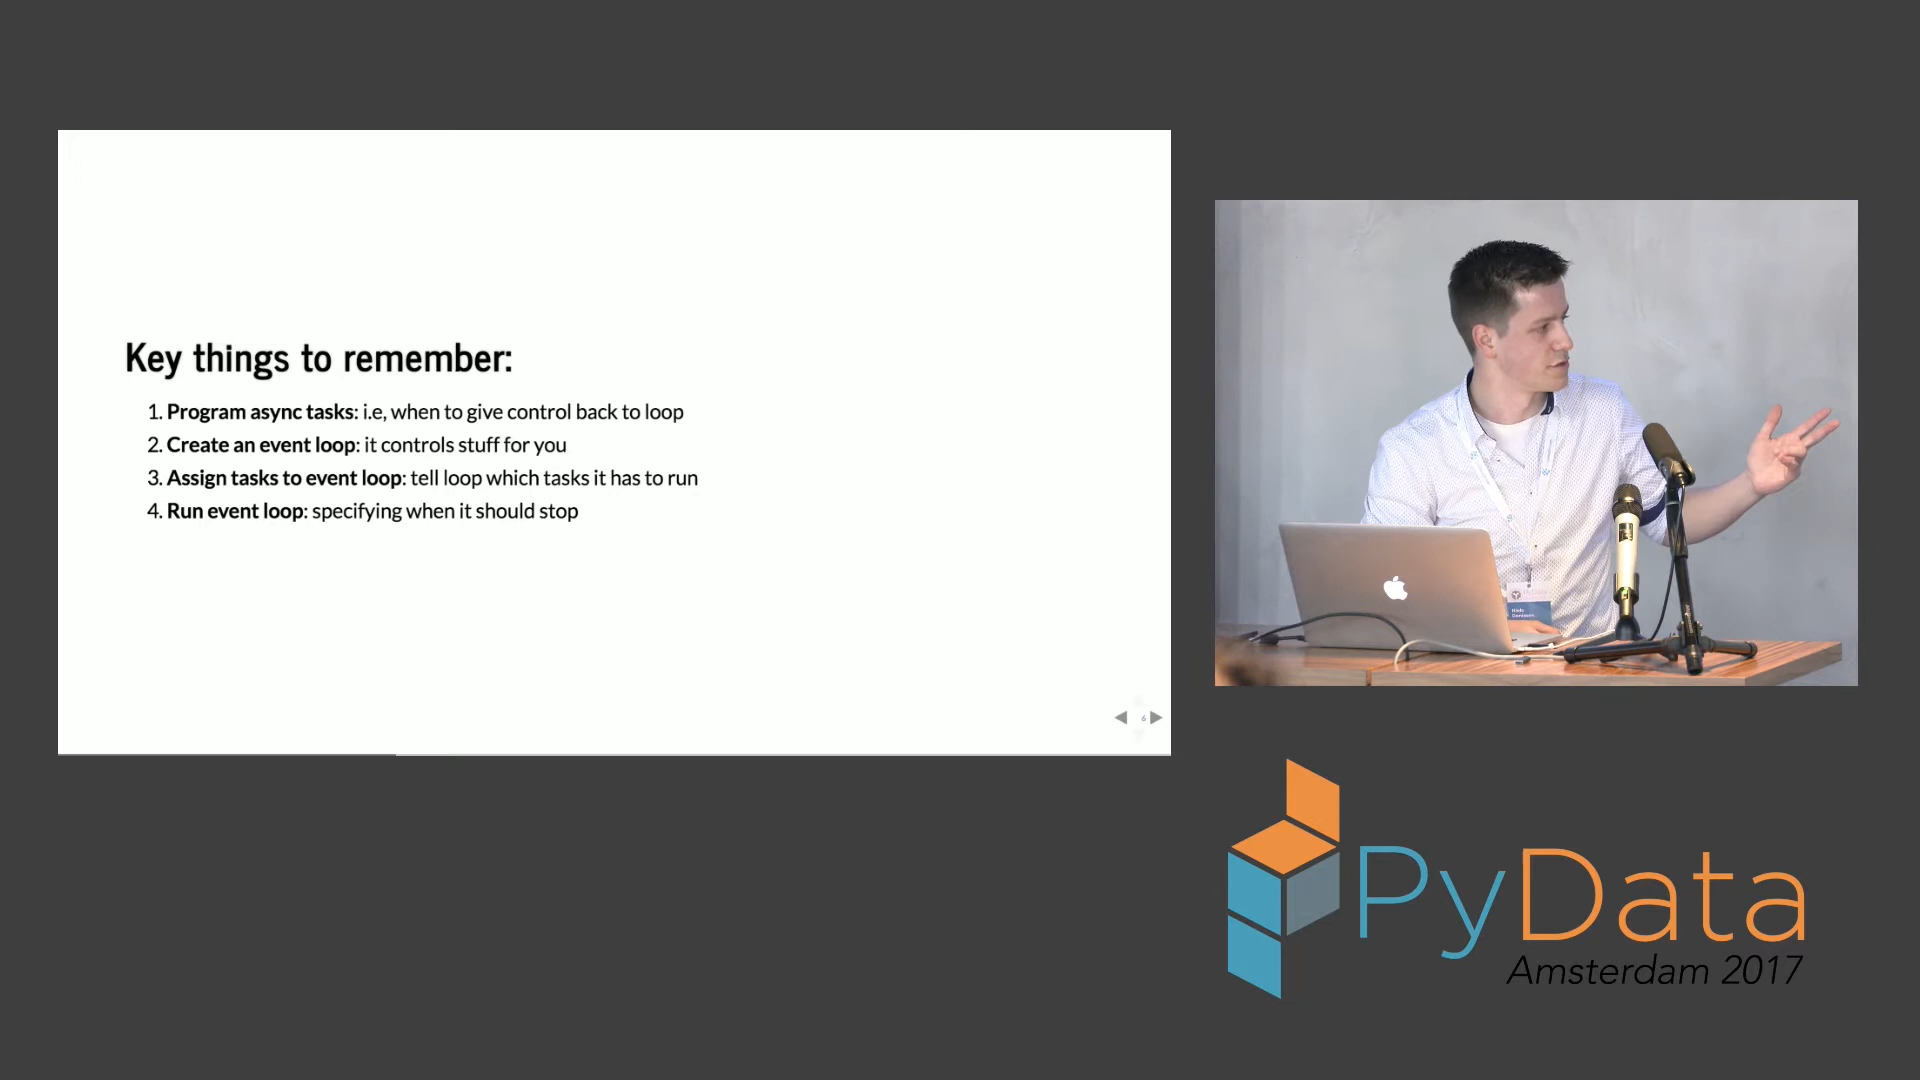 Key things to remember:
1. Program async tasks: i.e, when to give control back to loop
2. Create an event loop: it controls stuff for you
3. Assign tasks to event loop: tell loop which tasks it has to run
4. Run event loop: specifying when it should stop
6
Niels
PyData
Amsterdam 2017